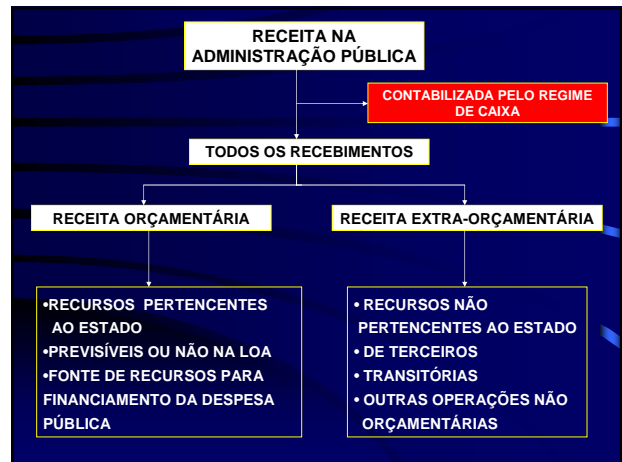 RECEITA NA
ADMINISTRAÇÃO PÚBLICA
CONTABILIZADA PELO REGIME
DE CAIXA
TODOS OS RECEBIMENTOS
RECEITA ORÇAMENTÁRIA
RECEITA EXTRA-ORÇAMENTÁRIA
•RECURSOS PERTENCENTES
AO ESTADO
•PREVISÍVEIS OU NÃO NA LOA
•FONTE DE RECURSOS PARA
FINANCIAMENTO DA DESPESA
PÚBLICA
• RECURSOS NÃO
PERTENCENTES AO ESTADO
• DE TERCEIROS
• TRANSITÓRIAS
• OUTRAS OPERAÇÕES NÃO
ORÇAMENTÁRIAS